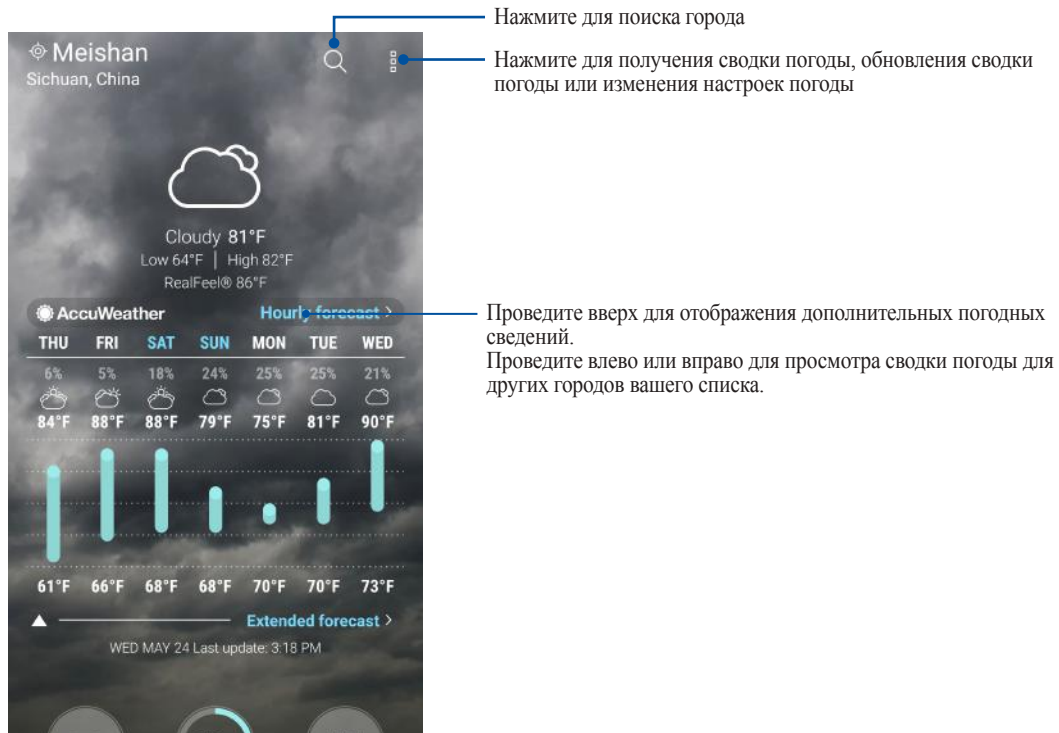 Нажмите для поиска города
Meishan
Sichuan, China
Нажмите для получения сводки погоды, обновления сводки
погоды или изменения настроек погоды
Cloudy 81°F
Low 64°F | High 82°F
RealFeel® 86°F
AccuWeather Hourly forecast >
Проведите вверх для отображения дополнительных погодных
сведений.
Проведите влево или вправо для просмотра сводки погоды для
других городов вашего списка.
THU FRI SAT SUN MON TUE WED
6% 5% 18% 24% 25% 25% 21%
84°F 88°F 88°F 79°F 75°F 81°F 90°F
61°F 66°F 68°F 68°F 70°F 70°F 73°F
Extended forecast >
WED MAY 24 Last update: 3:18 PM